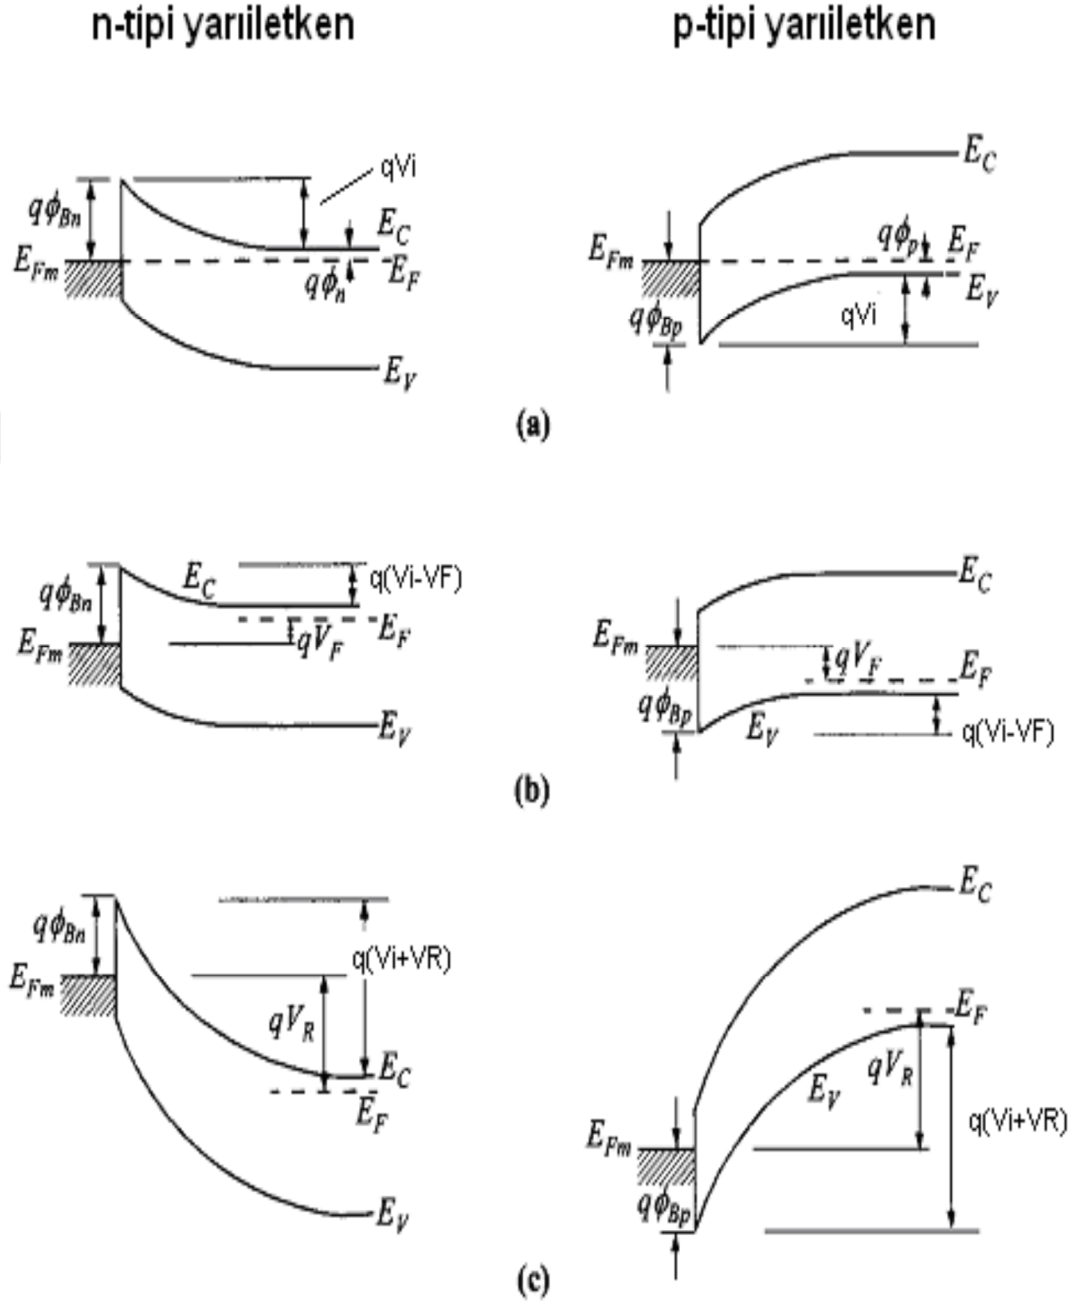 n-tipi yarıiletken
p-tipi yarıiletken
qVi
qϕBn
EC
EFm
EF
qϕn
EV
EC
qϕp
EF
EFm
EV
qVi
qϕBp
(a)
EC
q(Vi-VF)
qϕBn
EF
EFm
qVF
EV
EC
EFm
qVF
EF
qϕBp
EV
q(Vi-VF)
(b)
qϕBn
q(Vi+VR)
EFm
qVR
EC
EF
EV
EC
EF
qVR
EV
q(Vi+VR)
EFm
qϕBp
(c)